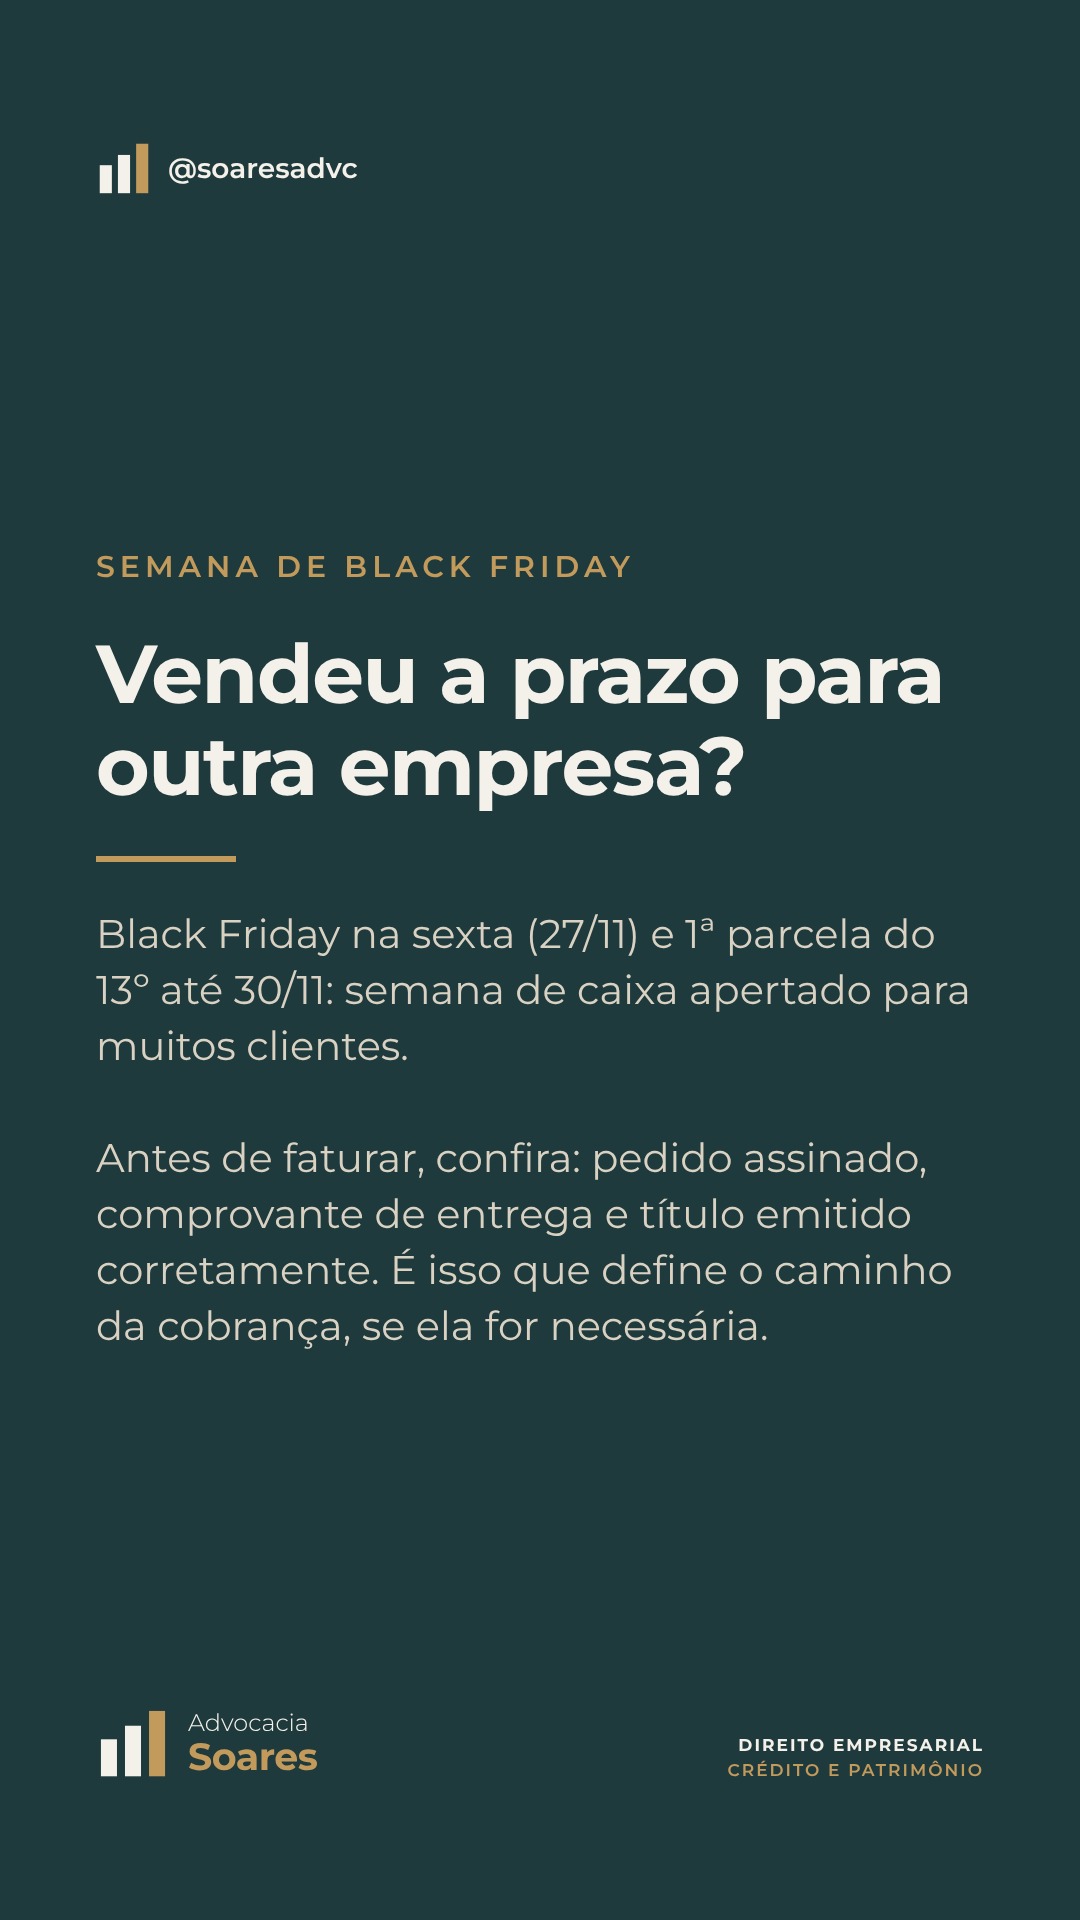 @soaresadvc
SEMANA DE BLACK FRIDAY
Vendeu a prazo para
outra empresa?
Black Friday na sexta (27/11) e 1ª parcela do
13º até 30/11: semana de caixa apertado para
muitos clientes.
Antes de faturar, confira: pedido assinado,
comprovante de entrega e título emitido
corretamente. É isso que define o caminho
da cobrança, se ela for necessária.
Advocacia
Soares
DIREITO EMPRESARIAL
CRÉDITO E PATRIMÔNIO